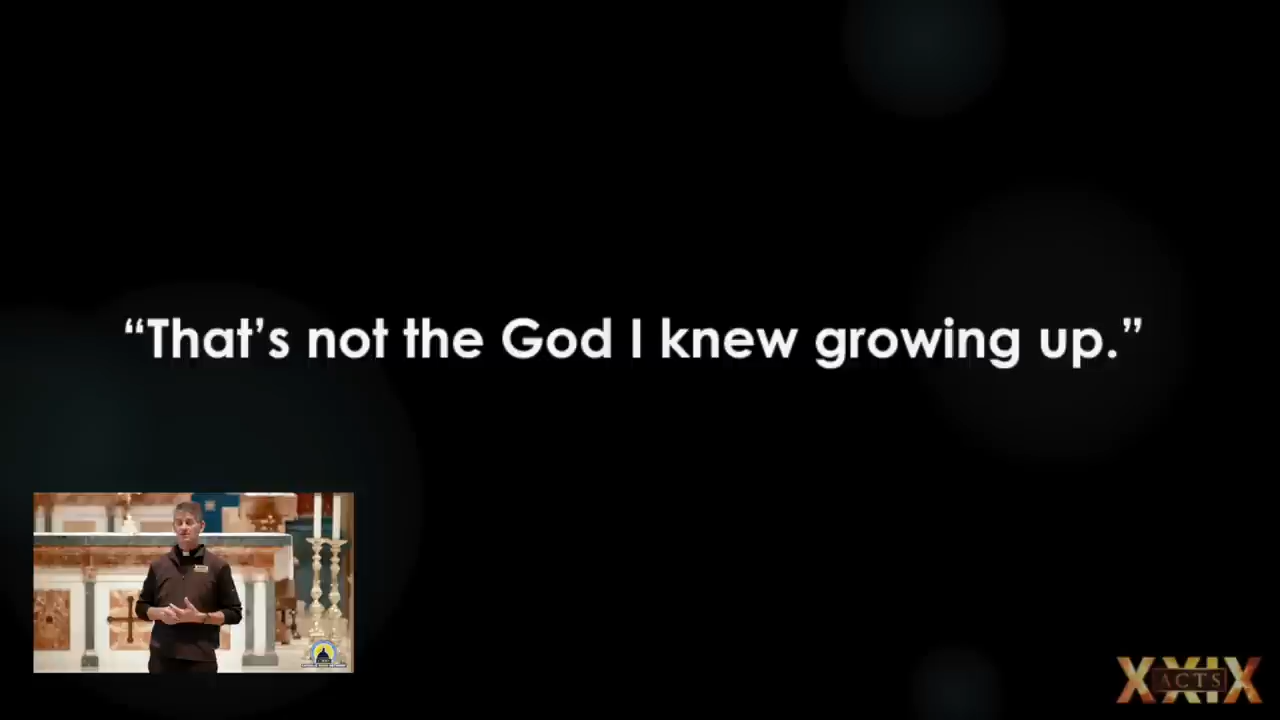 “That’s not the God I knew growing up.”
XXIX
ACTS